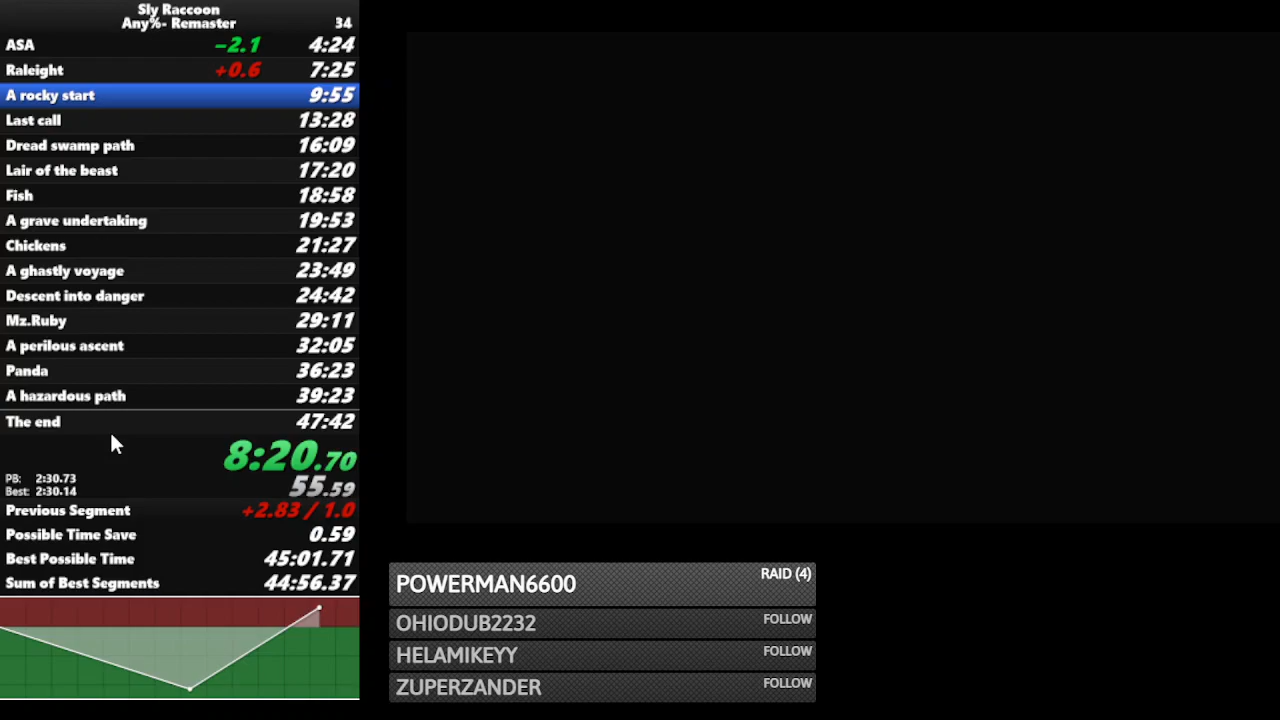 Sly Raccoon
Any%- Remaster 34
ASA −2.1 4:24
Raleight +0.6 7:25
A rocky start 9:55
Last call 13:28
Dread swamp path 16:09
Lair of the beast 17:20
Fish 18:58
A grave undertaking 19:53
Chickens 21:27
A ghastly voyage 23:49
Descent into danger 24:42
Mz.Ruby 29:11
A perilous ascent 32:05
Panda 36:23
A hazardous path 39:23
The end 47:42
8:20.70
PB: 2:30.73
55.59
Best: 2:30.14
Previous Segment +2.83 / 1.0
Possible Time Save 0.59
Best Possible Time 45:01.71
Sum of Best Segments 44:56.37
POWERMAN6600 RAID (4)
OHIODUB2232 FOLLOW
HELAMIKEYY FOLLOW
ZUPERZANDER FOLLOW